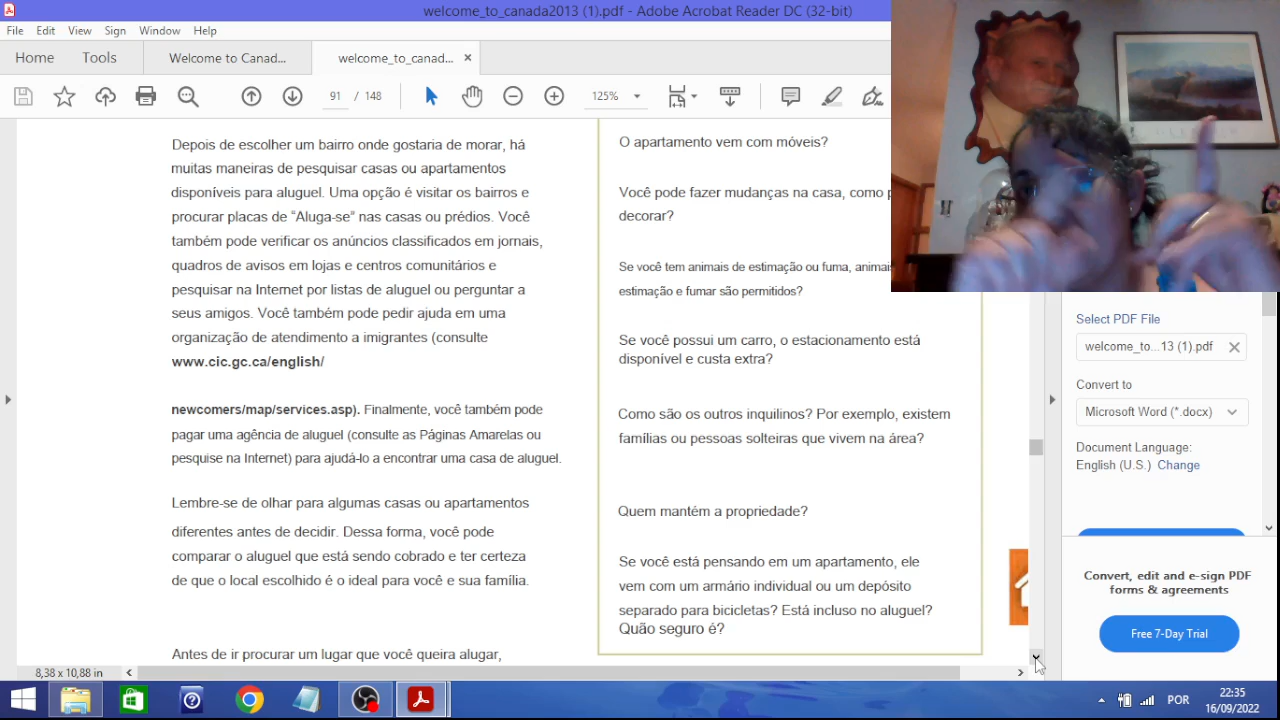 welcome_to_canada2013 (1).pdf - Adobe Acrobat Reader DC (32-bit)
File Edit View Sign Window Help
Home Tools Welcome to Canad... welcome_to_canad... ×
91 / 148 125%
Depois de escolher um bairro onde gostaria de morar, há
muitas maneiras de pesquisar casas ou apartamentos
disponíveis para aluguel. Uma opção é visitar os bairros e
procurar placas de “Aluga-se” nas casas ou prédios. Você
também pode verificar os anúncios classificados em jornais,
quadros de avisos em lojas e centros comunitários e
pesquisar na Internet por listas de aluguel ou perguntar a
seus amigos. Você também pode pedir ajuda em uma
organização de atendimento a imigrantes (consulte
www.cic.gc.ca/english/
newcomers/map/services.asp). Finalmente, você também pode
pagar uma agência de aluguel (consulte as Páginas Amarelas ou
pesquise na Internet) para ajudá-lo a encontrar uma casa de aluguel.
Lembre-se de olhar para algumas casas ou apartamentos
diferentes antes de decidir. Dessa forma, você pode
comparar o aluguel que está sendo cobrado e ter certeza
de que o local escolhido é o ideal para você e sua família.
Antes de ir procurar um lugar que você queira alugar,
O apartamento vem com móveis?
Você pode fazer mudanças na casa, como
decorar?
Se você tem animais de estimação ou fuma,
estimação e fumar são permitidos?
Se você possui um carro, o estacionamento está
disponível e custa extra?
Como são os outros inquilinos? Por exemplo, existem
famílias ou pessoas solteiras que vivem na área?
Quem mantém a propriedade?
Se você está pensando em um apartamento, ele
vem com um armário individual ou um depósito
separado para bicicletas? Está incluso no aluguel?
Quão seguro é?
Select PDF File
welcome_to...13 (1).pdf
Convert to
Microsoft Word (*.docx)
Document Language:
English (U.S.) Change
Convert, edit and e-sign PDF
forms & agreements
Free 7-Day Trial
8,38 x 10,88 in
POR
22:35
16/09/2022